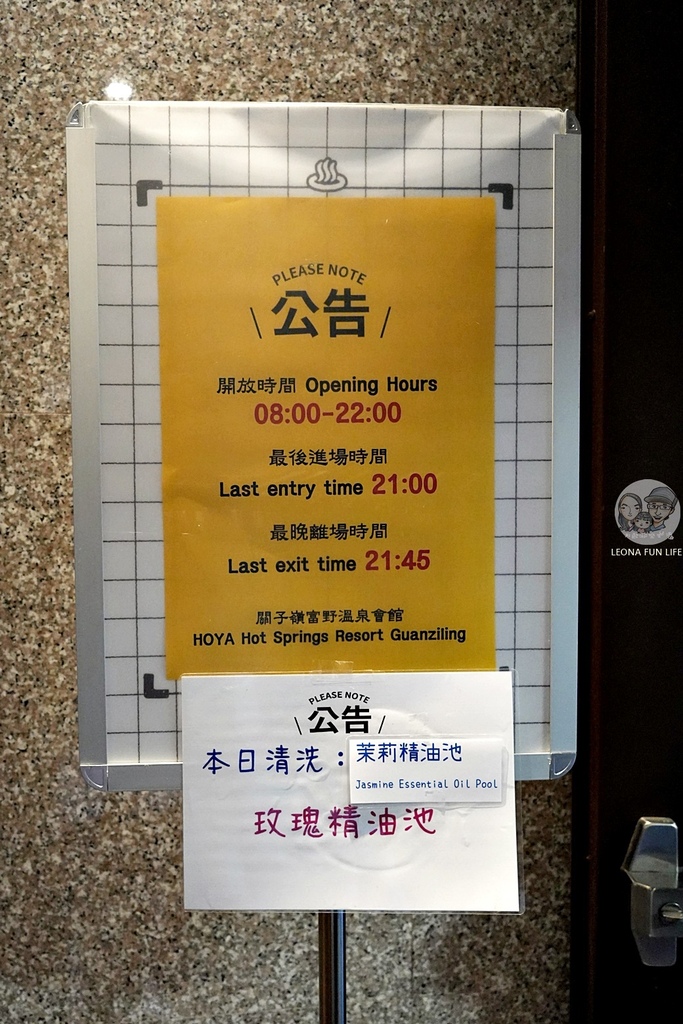 PLEASE NOTE
公告
開放時間 Opening Hours
08:00-22:00
最後進場時間
Last entry time 21:00
最晚離場時間
Last exit time 21:45
關子嶺富野溫泉會館
HOYA Hot Springs Resort Guanziling
PLEASE NOTE
公告
本日清洗：茉莉精油池
Jasmine Essential Oil Pool
玫瑰精油池
LEONA FUN LIFE